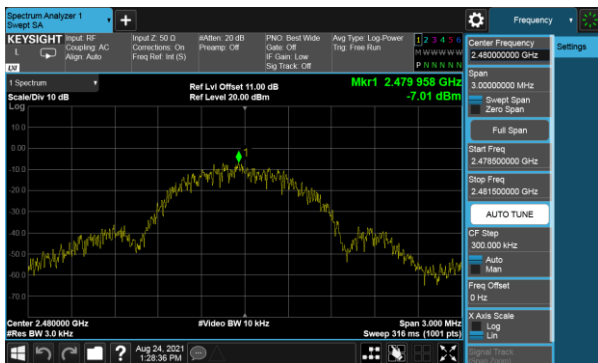 Spectrum Analyzer 1
Swept SA
Frequency
KEYSIGHT Input: RF
Coupling: AC
Align: Auto
Input Z: 50 Ω
Corrections: On
Freq Ref: Int (S)
#Atten: 20 dB
Preamp: Off
PNO: Best Wide
Gate: Off
IF Gain: Low
Sig Track: Off
Avg Type: Log-Power
Trig: Free Run
1 2 3 4 5 6
M W W W W W
P N N N N N
L
LXI
Center Frequency
2.480000000 GHz
Settings
Span
3.00000000 MHz
Swept Span
Zero Span
Full Span
Start Freq
2.478500000 GHz
Stop Freq
2.481500000 GHz
AUTO TUNE
CF Step
300.000 kHz
Auto
Man
Freq Offset
0 Hz
X Axis Scale
Log
Lin
Signal Track
(Span Zoom)
1 Spectrum
Scale/Div 10 dB
Log
Ref Lvl Offset 11.00 dB
Ref Level 20.00 dBm
Mkr1 2.479 958 GHz
-7.01 dBm
10.0
0.00
-10.0
-20.0
-30.0
-40.0
-50.0
-60.0
-70.0
1
Center 2.480000 GHz
#Res BW 3.0 kHz
#Video BW 10 kHz
Span 3.000 MHz
Sweep 316 ms (1001 pts)
?
Aug 24, 2021
1:28:36 PM